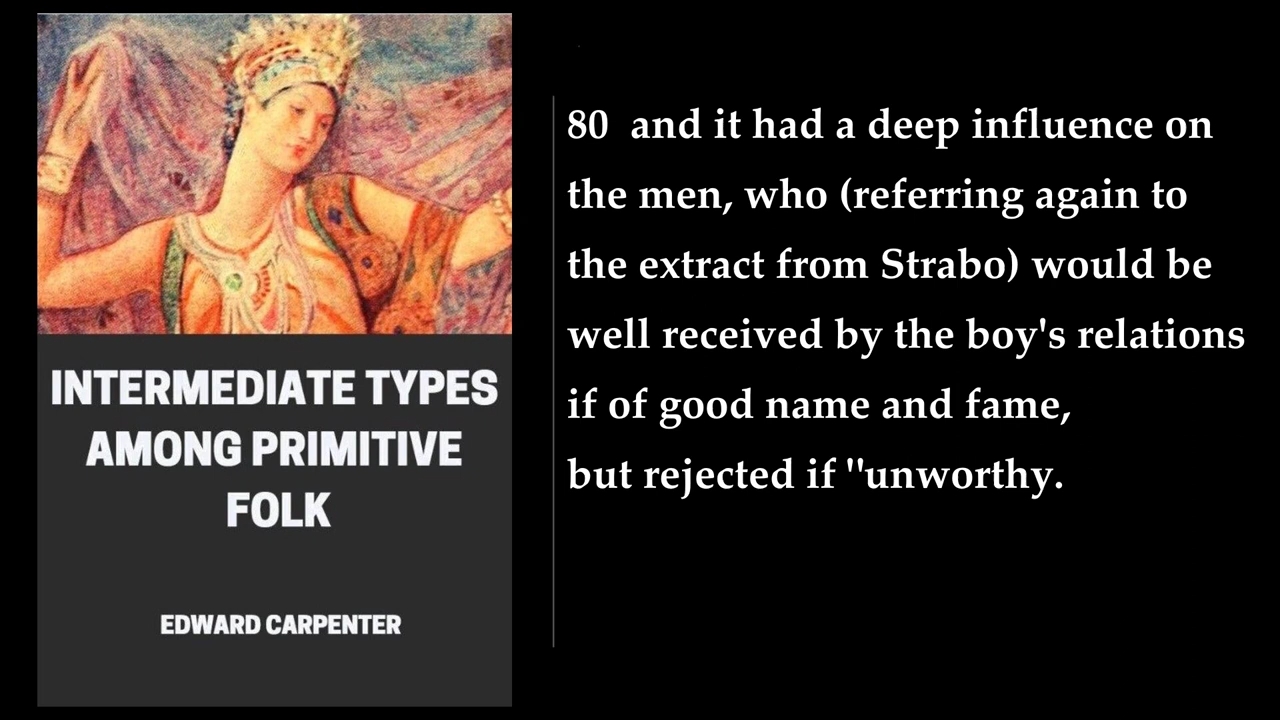 INTERMEDIATE TYPES
AMONG PRIMITIVE
FOLK
EDWARD CARPENTER
80  and it had a deep influence on
the men, who (referring again to
the extract from Strabo) would be
well received by the boy's relations
if of good name and fame,
but rejected if "unworthy.